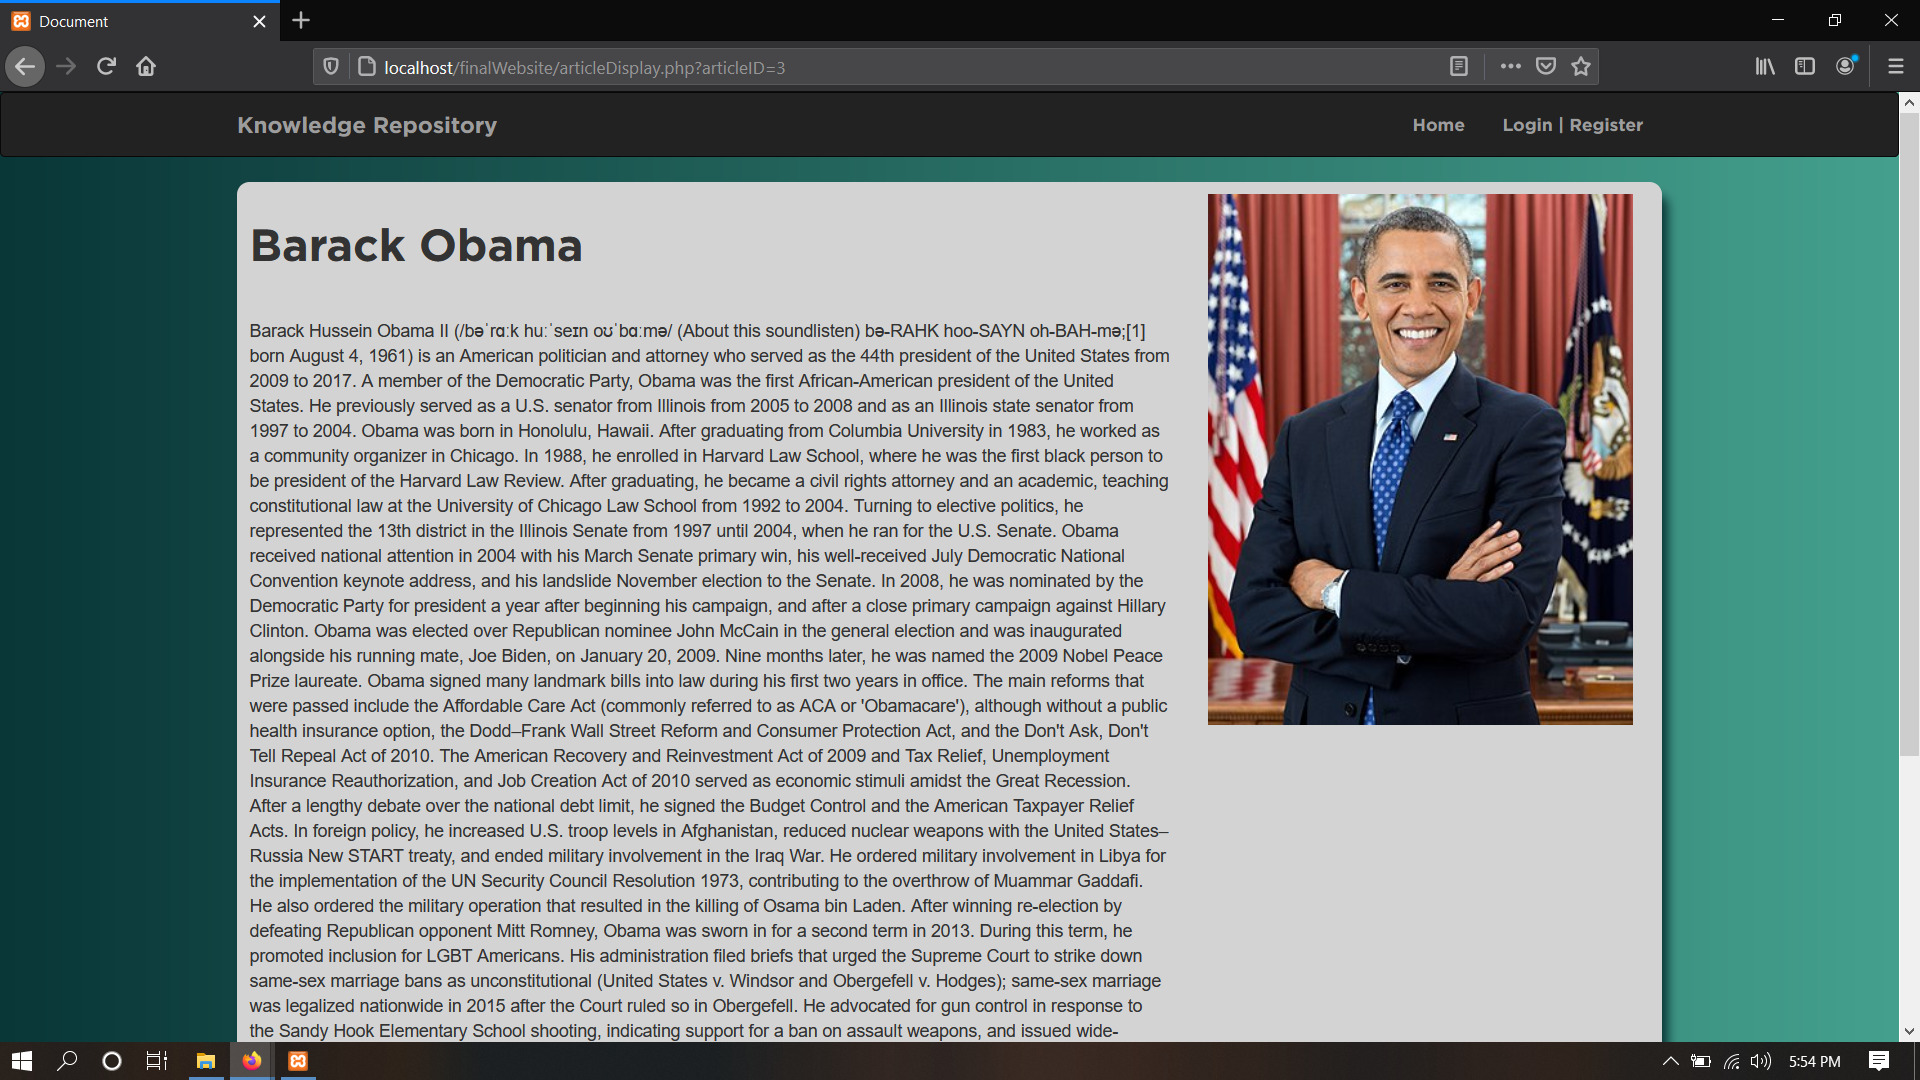 Document
localhost/finalWebsite/articleDisplay.php?articleID=3
Knowledge Repository
Home
Login | Register
Barack Obama
Barack Hussein Obama II (/bəˈrɑːk huːˈseɪn oʊˈbɑːmə/ (About this soundlisten) bə-RAHK hoo-SAYN oh-BAH-mə;[1]
born August 4, 1961) is an American politician and attorney who served as the 44th president of the United States from
2009 to 2017. A member of the Democratic Party, Obama was the first African-American president of the United
States. He previously served as a U.S. senator from Illinois from 2005 to 2008 and as an Illinois state senator from
1997 to 2004. Obama was born in Honolulu, Hawaii. After graduating from Columbia University in 1983, he worked as
a community organizer in Chicago. In 1988, he enrolled in Harvard Law School, where he was the first black person to
be president of the Harvard Law Review. After graduating, he became a civil rights attorney and an academic, teaching
constitutional law at the University of Chicago Law School from 1992 to 2004. Turning to elective politics, he
represented the 13th district in the Illinois Senate from 1997 until 2004, when he ran for the U.S. Senate. Obama
received national attention in 2004 with his March Senate primary win, his well-received July Democratic National
Convention keynote address, and his landslide November election to the Senate. In 2008, he was nominated by the
Democratic Party for president a year after beginning his campaign, and after a close primary campaign against Hillary
Clinton. Obama was elected over Republican nominee John McCain in the general election and was inaugurated
alongside his running mate, Joe Biden, on January 20, 2009. Nine months later, he was named the 2009 Nobel Peace
Prize laureate. Obama signed many landmark bills into law during his first two years in office. The main reforms that
were passed include the Affordable Care Act (commonly referred to as ACA or 'Obamacare'), although without a public
health insurance option, the Dodd–Frank Wall Street Reform and Consumer Protection Act, and the Don't Ask, Don't
Tell Repeal Act of 2010. The American Recovery and Reinvestment Act of 2009 and Tax Relief, Unemployment
Insurance Reauthorization, and Job Creation Act of 2010 served as economic stimuli amidst the Great Recession.
After a lengthy debate over the national debt limit, he signed the Budget Control and the American Taxpayer Relief
Acts. In foreign policy, he increased U.S. troop levels in Afghanistan, reduced nuclear weapons with the United States–
Russia New START treaty, and ended military involvement in the Iraq War. He ordered military involvement in Libya for
the implementation of the UN Security Council Resolution 1973, contributing to the overthrow of Muammar Gaddafi.
He also ordered the military operation that resulted in the killing of Osama bin Laden. After winning re-election by
defeating Republican opponent Mitt Romney, Obama was sworn in for a second term in 2013. During this term, he
promoted inclusion for LGBT Americans. His administration filed briefs that urged the Supreme Court to strike down
same-sex marriage bans as unconstitutional (United States v. Windsor and Obergefell v. Hodges); same-sex marriage
was legalized nationwide in 2015 after the Court ruled so in Obergefell. He advocated for gun control in response to
the Sandy Hook Elementary School shooting, indicating support for a ban on assault weapons, and issued wide-
5:54 PM